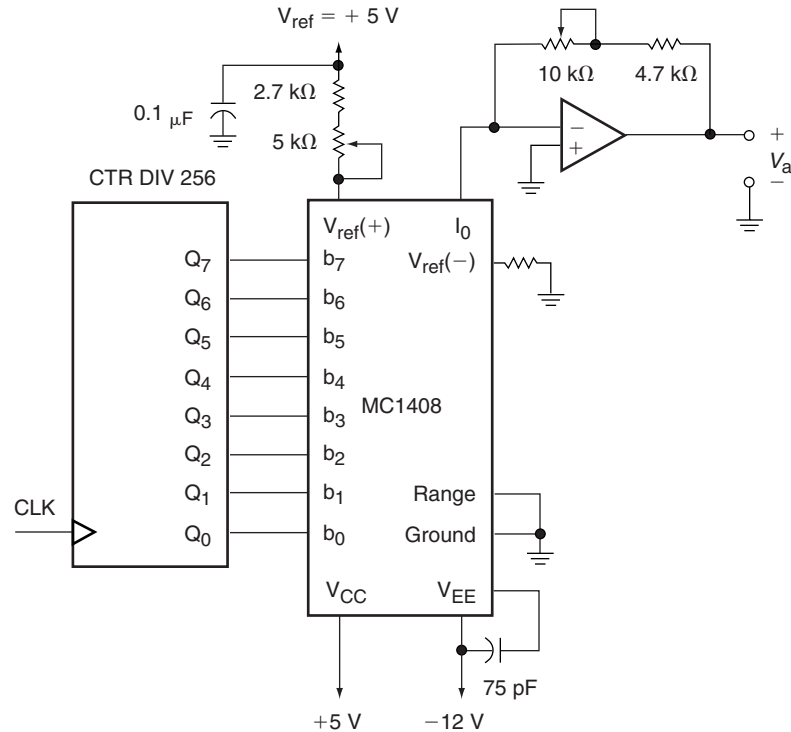 V_ref = + 5 V
2.7 kΩ
0.1 μF
5 kΩ
10 kΩ
4.7 kΩ
−
+
+
V_a
−
CTR DIV 256
V_ref(+)
I_0
V_ref(−)
Q_7
b_7
Q_6
b_6
Q_5
b_5
Q_4
b_4
Q_3
b_3
MC1408
Q_2
b_2
Q_1
b_1
Range
CLK
Q_0
b_0
Ground
V_CC
V_EE
75 pF
+5 V
−12 V